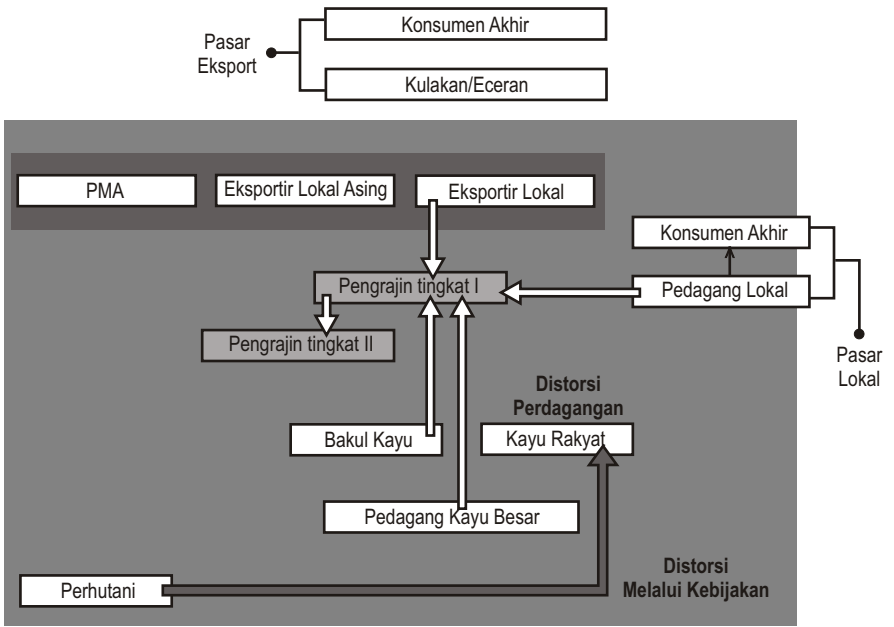 Pasar
Eksport
Konsumen Akhir
Kulakan/Eceran
PMA
Eksportir Lokal Asing
Eksportir Lokal
Konsumen Akhir
Pengrajin tingkat I
Pedagang Lokal
Pengrajin tingkat II
Pasar
Lokal
Distorsi
Perdagangan
Bakul Kayu
Kayu Rakyat
Pedagang Kayu Besar
Distorsi
Melalui Kebijakan
Perhutani